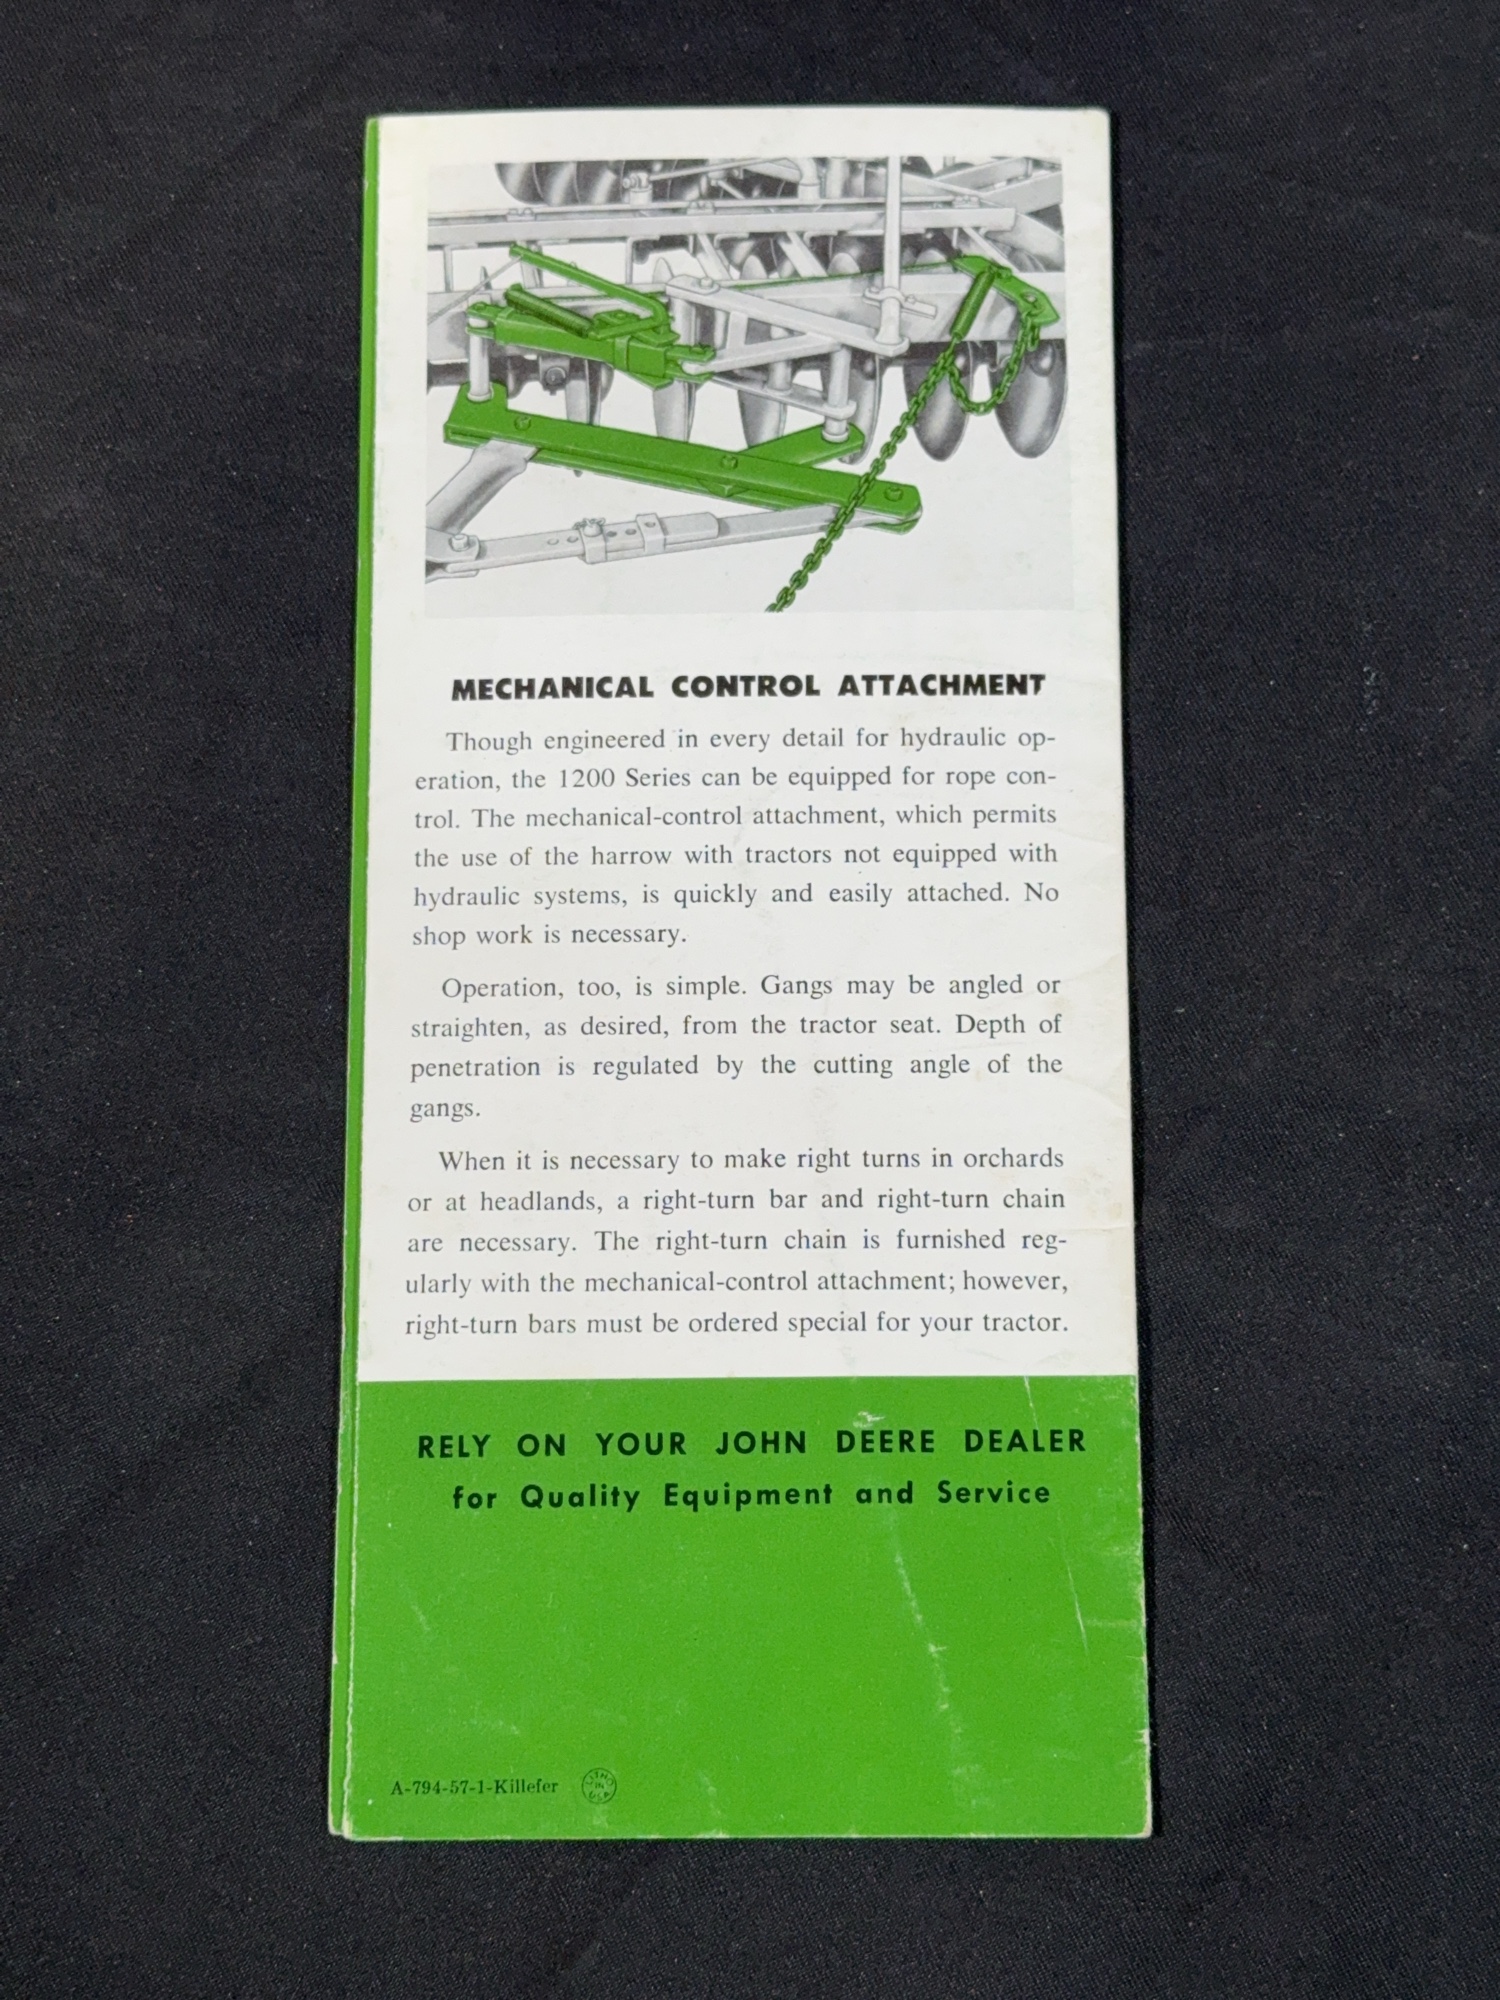 MECHANICAL CONTROL ATTACHMENT
Though engineered in every detail for hydraulic op-
eration, the 1200 Series can be equipped for rope con-
trol. The mechanical-control attachment, which permits
the use of the harrow with tractors not equipped with
hydraulic systems, is quickly and easily attached. No
shop work is necessary.
Operation, too, is simple. Gangs may be angled or
straighten, as desired, from the tractor seat. Depth of
penetration is regulated by the cutting angle of the
gangs.
When it is necessary to make right turns in orchards
or at headlands, a right-turn bar and right-turn chain
are necessary. The right-turn chain is furnished reg-
ularly with the mechanical-control attachment; however,
right-turn bars must be ordered special for your tractor.
RELY ON YOUR JOHN DEERE DEALER
for Quality Equipment and Service
A-794-57-1-Killefer
LITHO
IN
USA